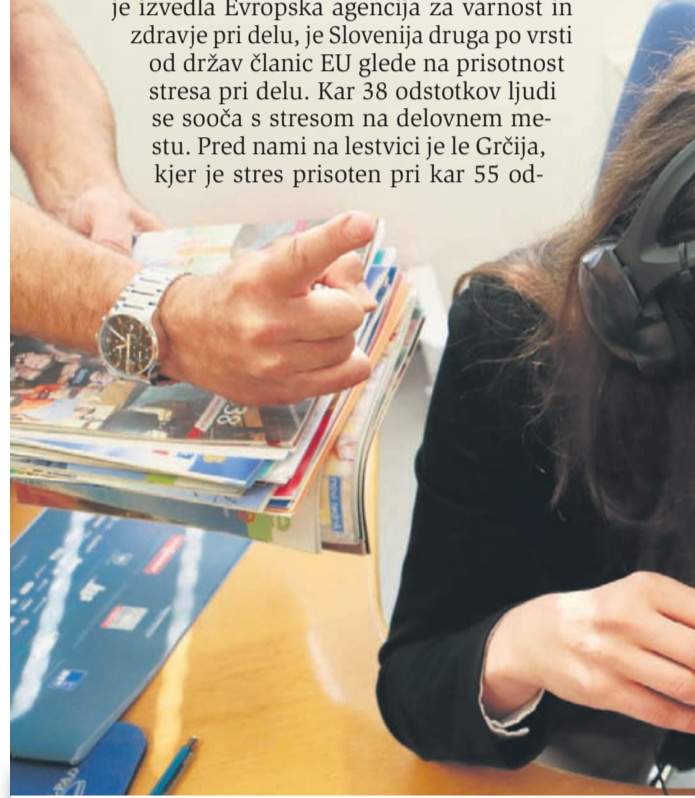 je izvedla Evropska agencija za varnost in
zdravje pri delu, je Slovenija druga po vrsti
od držav članic EU glede na prisotnost
stresa pri delu. Kar 38 odstotkov ljudi
se sooča s stresom na delovnem me-
stu. Pred nami na lestvici je le Grčija,
kjer je stres prisoten pri kar 55 od-
38